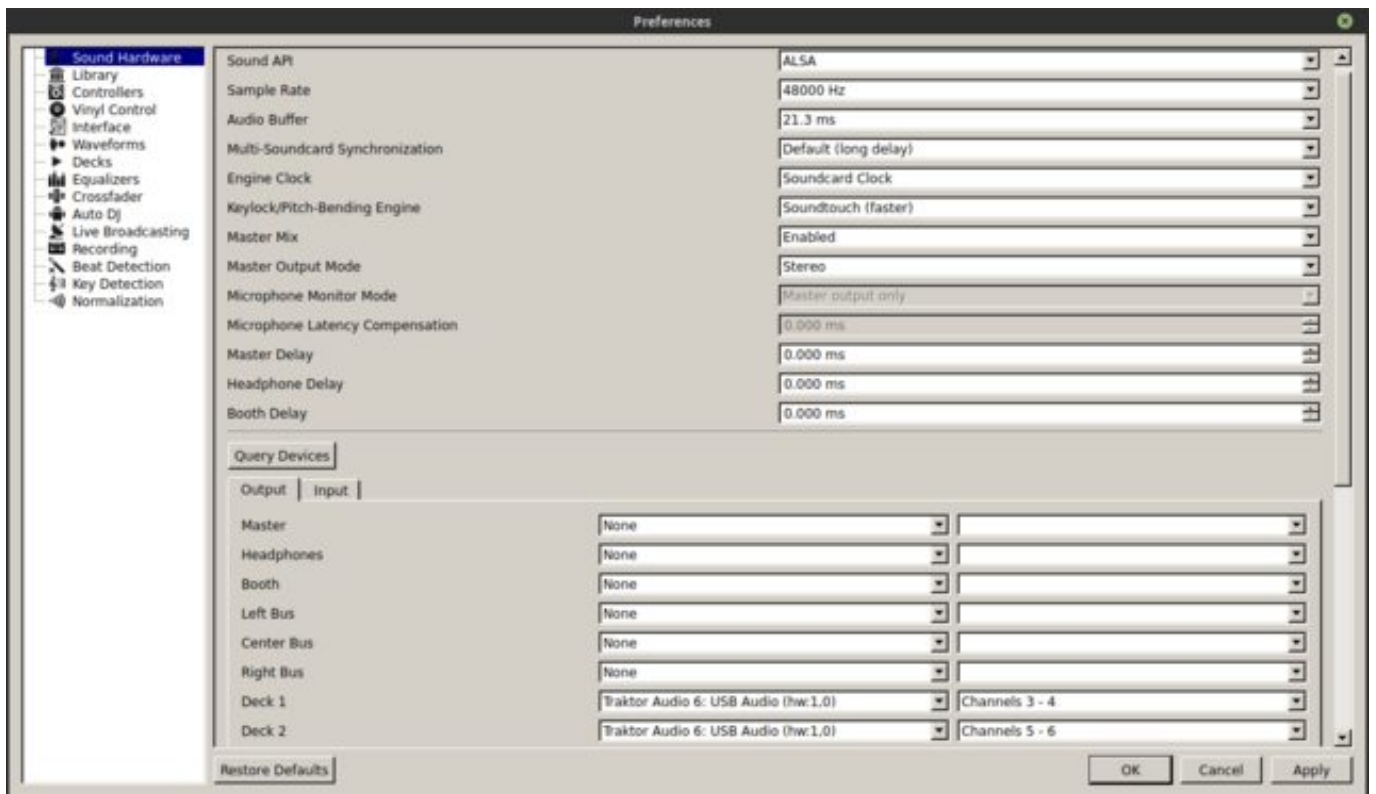 Preferences
Sound Hardware
Library
Controllers
Vinyl Control
Interface
Waveforms
Decks
Equalizers
Crossfader
Auto DJ
Live Broadcasting
Recording
Beat Detection
Key Detection
Normalization
Sound API ALSA
Sample Rate 48000 Hz
Audio Buffer 21.3 ms
Multi-Soundcard Synchronization Default (long delay)
Engine Clock Soundcard Clock
Keylock/Pitch-Bending Engine Soundtouch (faster)
Master Mix Enabled
Master Output Mode Stereo
Microphone Monitor Mode Master output only
Microphone Latency Compensation 0.000 ms
Master Delay 0.000 ms
Headphone Delay 0.000 ms
Booth Delay 0.000 ms
Query Devices
Output Input
Master None
Headphones None
Booth None
Left Bus None
Center Bus None
Right Bus None
Deck 1 Traktor Audio 6: USB Audio (hw:1,0) Channels 3 - 4
Deck 2 Traktor Audio 6: USB Audio (hw:1,0) Channels 5 - 6
Restore Defaults OK Cancel Apply